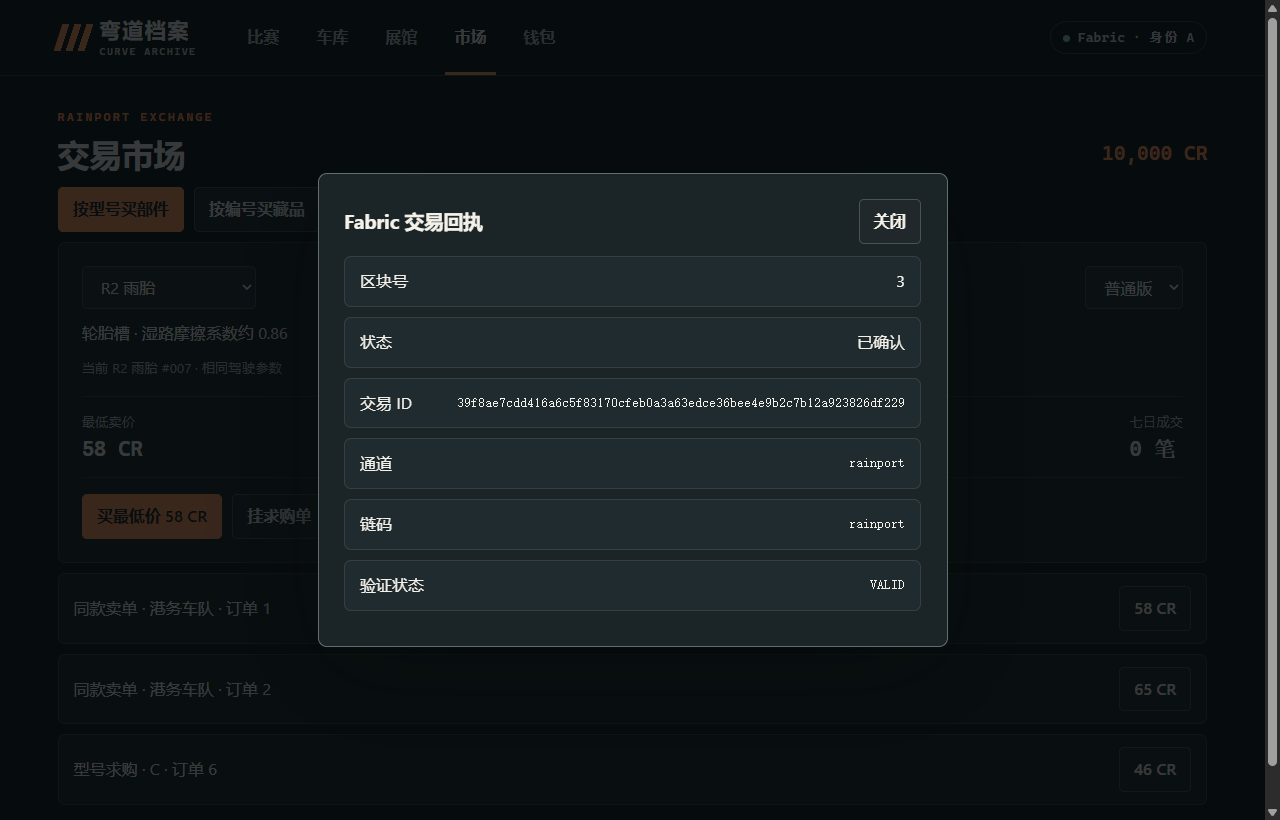 弯道档案
CURVE ARCHIVE
比赛
车库
展馆
市场
钱包
Fabric · 身份 A
RAINPORT EXCHANGE
交易市场
10,000 CR
按型号买部件
按编号买藏品
R2 雨胎
普通版
轮胎槽 · 湿路摩擦系数约 0.86
当前 R2 雨胎 #007 · 相同驾驶参数
最低卖价
58 CR
七日成交
0 笔
买最低价 58 CR
挂求购单
同款卖单 · 港务车队 · 订单 1
58 CR
同款卖单 · 港务车队 · 订单 2
65 CR
型号求购 · C · 订单 6
46 CR
Fabric 交易回执
关闭
区块号
3
状态
已确认
交易 ID
39f8ae7cdd416a6c5f83170cfeb0a3a63edce36bee4e9b2c7b12a923826df229
通道
rainport
链码
rainport
验证状态
VALID